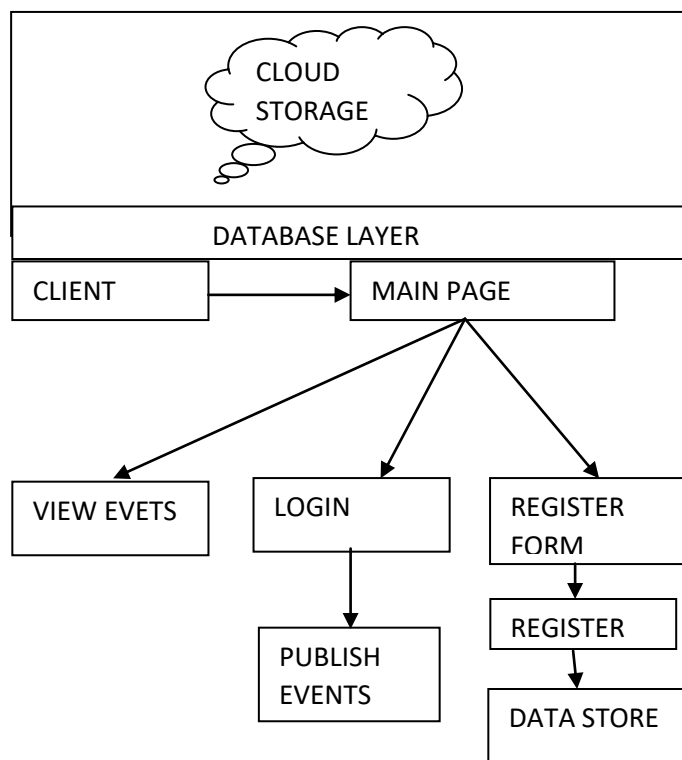 CLOUD
STORAGE
DATABASE LAYER
CLIENT
MAIN PAGE
VIEW EVETS
LOGIN
REGISTER
FORM
PUBLISH
EVENTS
REGISTER
DATA STORE